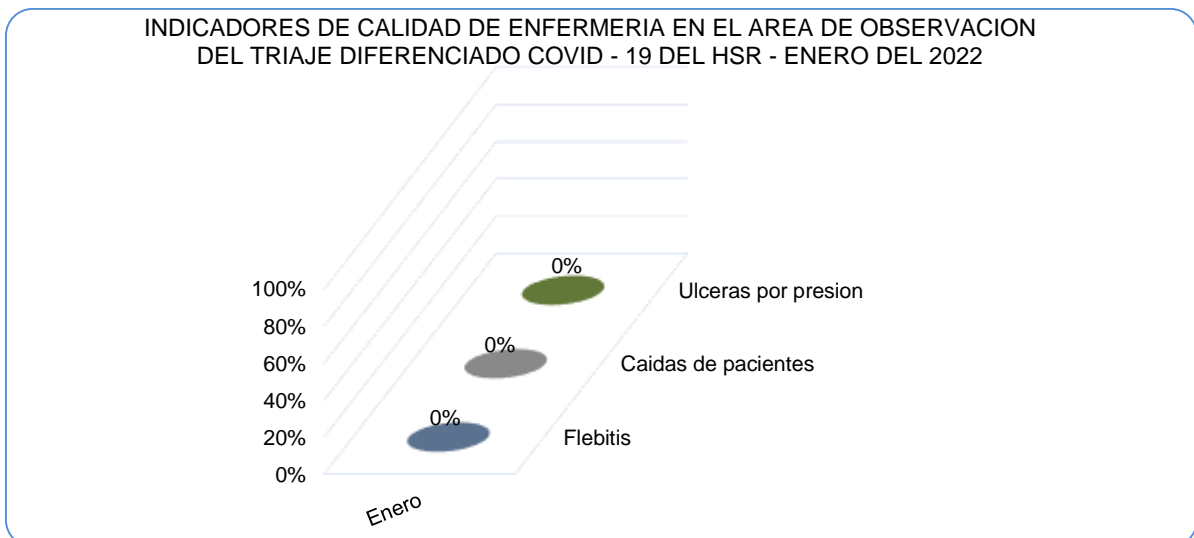 INDICADORES DE CALIDAD DE ENFERMERIA EN EL AREA DE OBSERVACION
DEL TRIAJE DIFERENCIADO COVID - 19 DEL HSR - ENERO DEL 2022
0%
Ulceras por presion
100%
80%
0%
Caidas de pacientes
60%
40%
0%
Flebitis
20%
0%
Enero